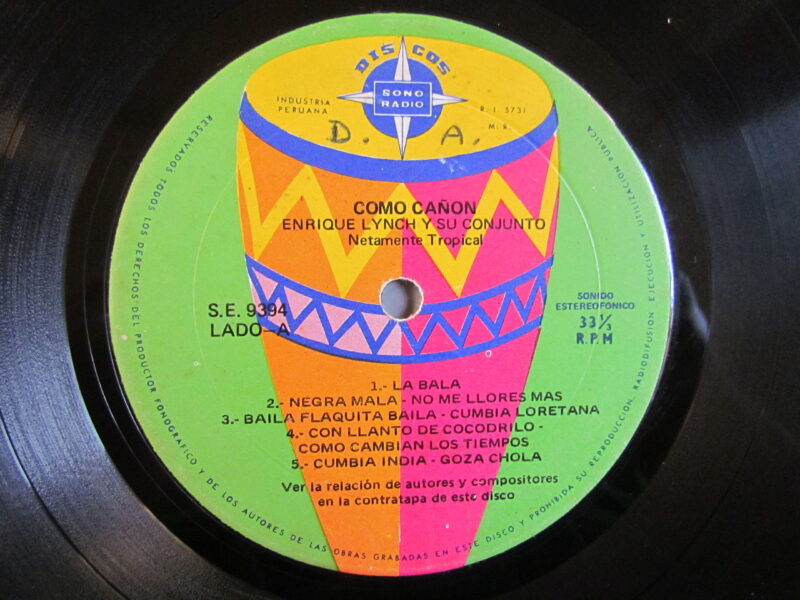 DISCOS
SONO
RADIO
INDUSTRIA
PERUANA
R. I. 5731
M. R.
D. A.
COMO CAÑON
ENRIQUE LYNCH Y SU CONJUNTO
Netamente Tropical
S.E. 9394
LADO-A
SONIDO
ESTEREOFONICO
33 1/3
R.P.M
1.- LA BALA
2.- NEGRA MALA - NO ME LLORES MAS
3.- BAILA FLAQUITA BAILA - CUMBIA LORETANA
4.- CON LLANTO DE COCODRILO -
COMO CAMBIAN LOS TIEMPOS
5.- CUMBIA INDIA - GOZA CHOLA
Ver la relación de autores y compositores
en la contratapa de este disco
RESERVADOS TODOS LOS DERECHOS DEL PRODUCTOR FONOGRAFICO Y DE LOS AUTORES DE LAS OBRAS GRABADAS EN ESTE DISCO Y PROHIBIDA SU REPRODUCCION, RADIODIFUSION EJECUCION Y UTILIZACION PUBLICA